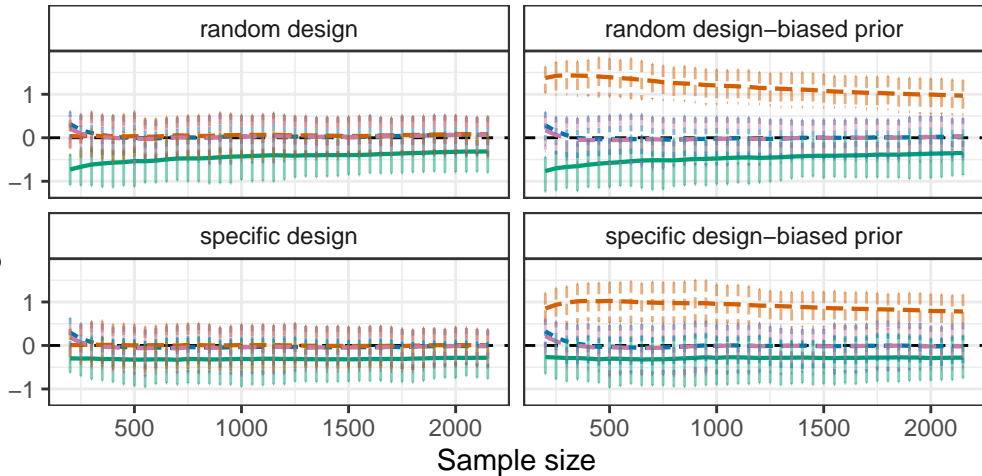 random design
random design−biased prior
1
0
−1
specific design
specific design−biased prior
1
0
−1
500
1000
1500
2000
500
1000
1500
2000
Sample size